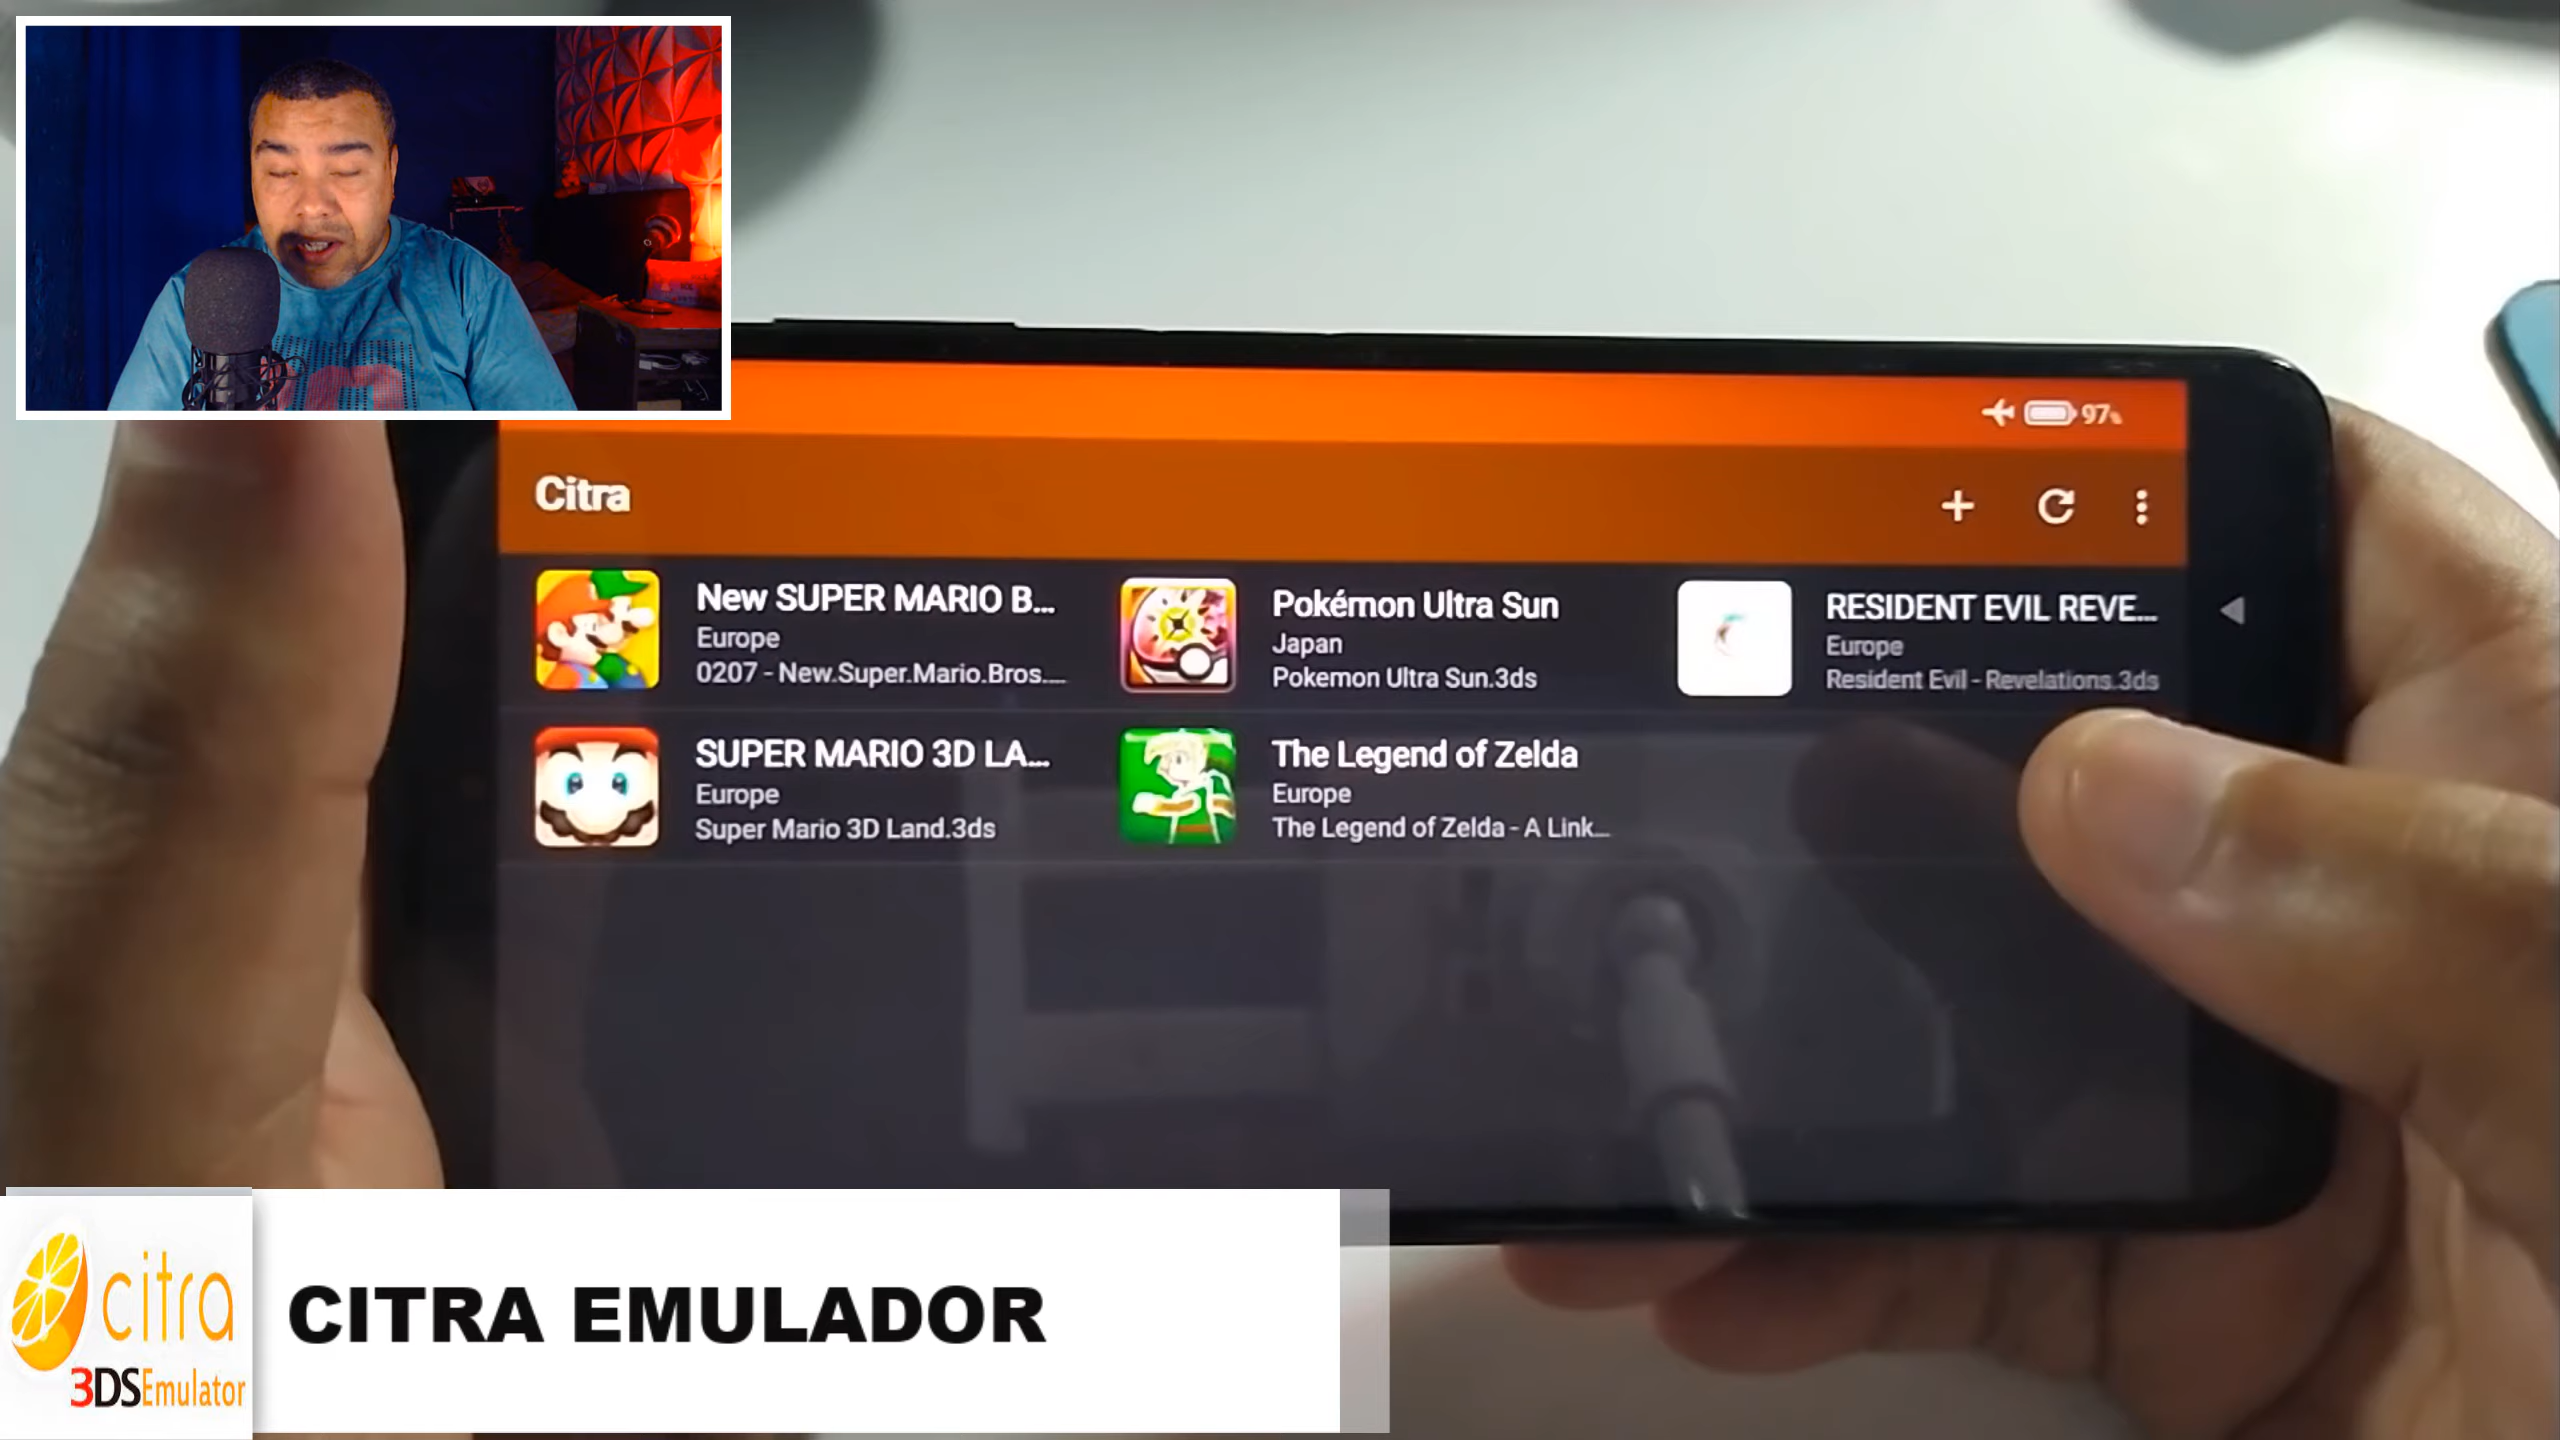 97%
Citra
New SUPER MARIO B...
Europe
0207 - New.Super.Mario.Bros....
Pokémon Ultra Sun
Japan
Pokemon Ultra Sun.3ds
RESIDENT EVIL REVE...
Europe
Resident Evil - Revelations.3ds
SUPER MARIO 3D LA...
Europe
Super Mario 3D Land.3ds
The Legend of Zelda
Europe
The Legend of Zelda - A Link...
citra
3DSEmulator
CITRA EMULADOR